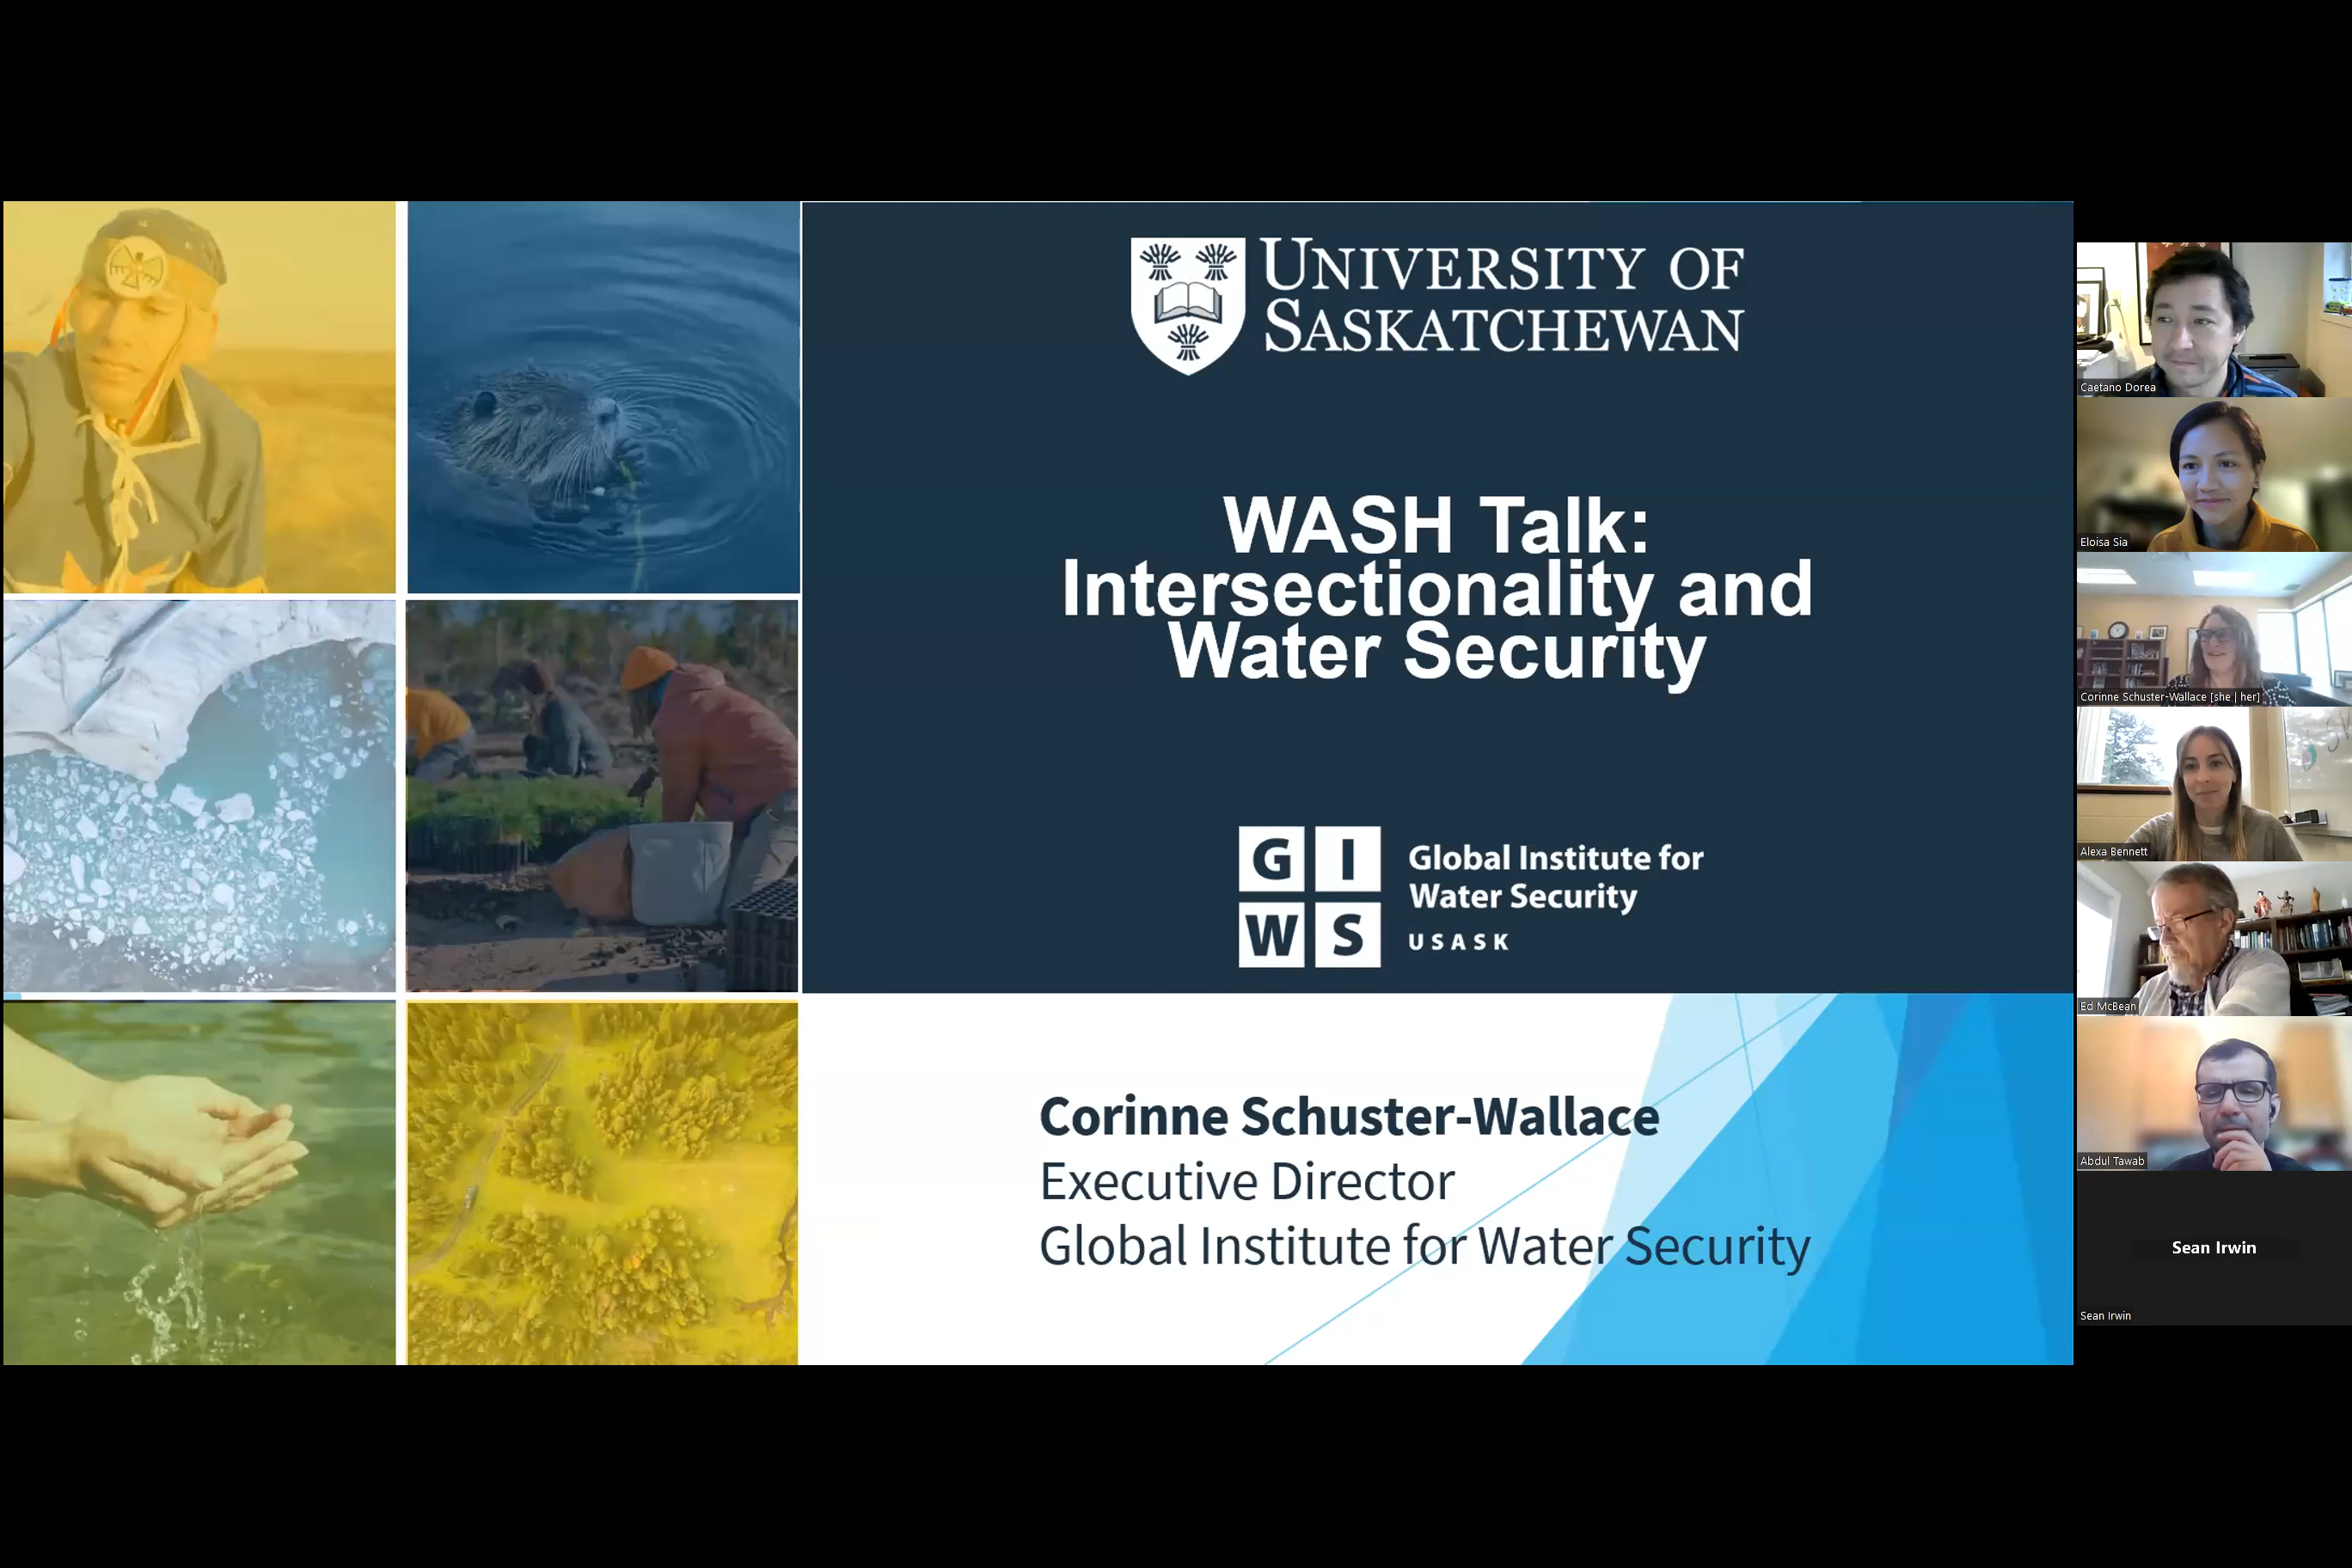 UNIVERSITY OF
SASKATCHEWAN
WASH Talk:
Intersectionality and
Water Security
G I
W S
Global Institute for
Water Security
USASK
Corinne Schuster-Wallace
Executive Director
Global Institute for Water Security
Caetano Dorea
Eloisa Sia
Corinne Schuster-Wallace [she | her]
Alexa Bennett
Ed McBean
Abdul Tawab
Sean Irwin
Sean Irwin